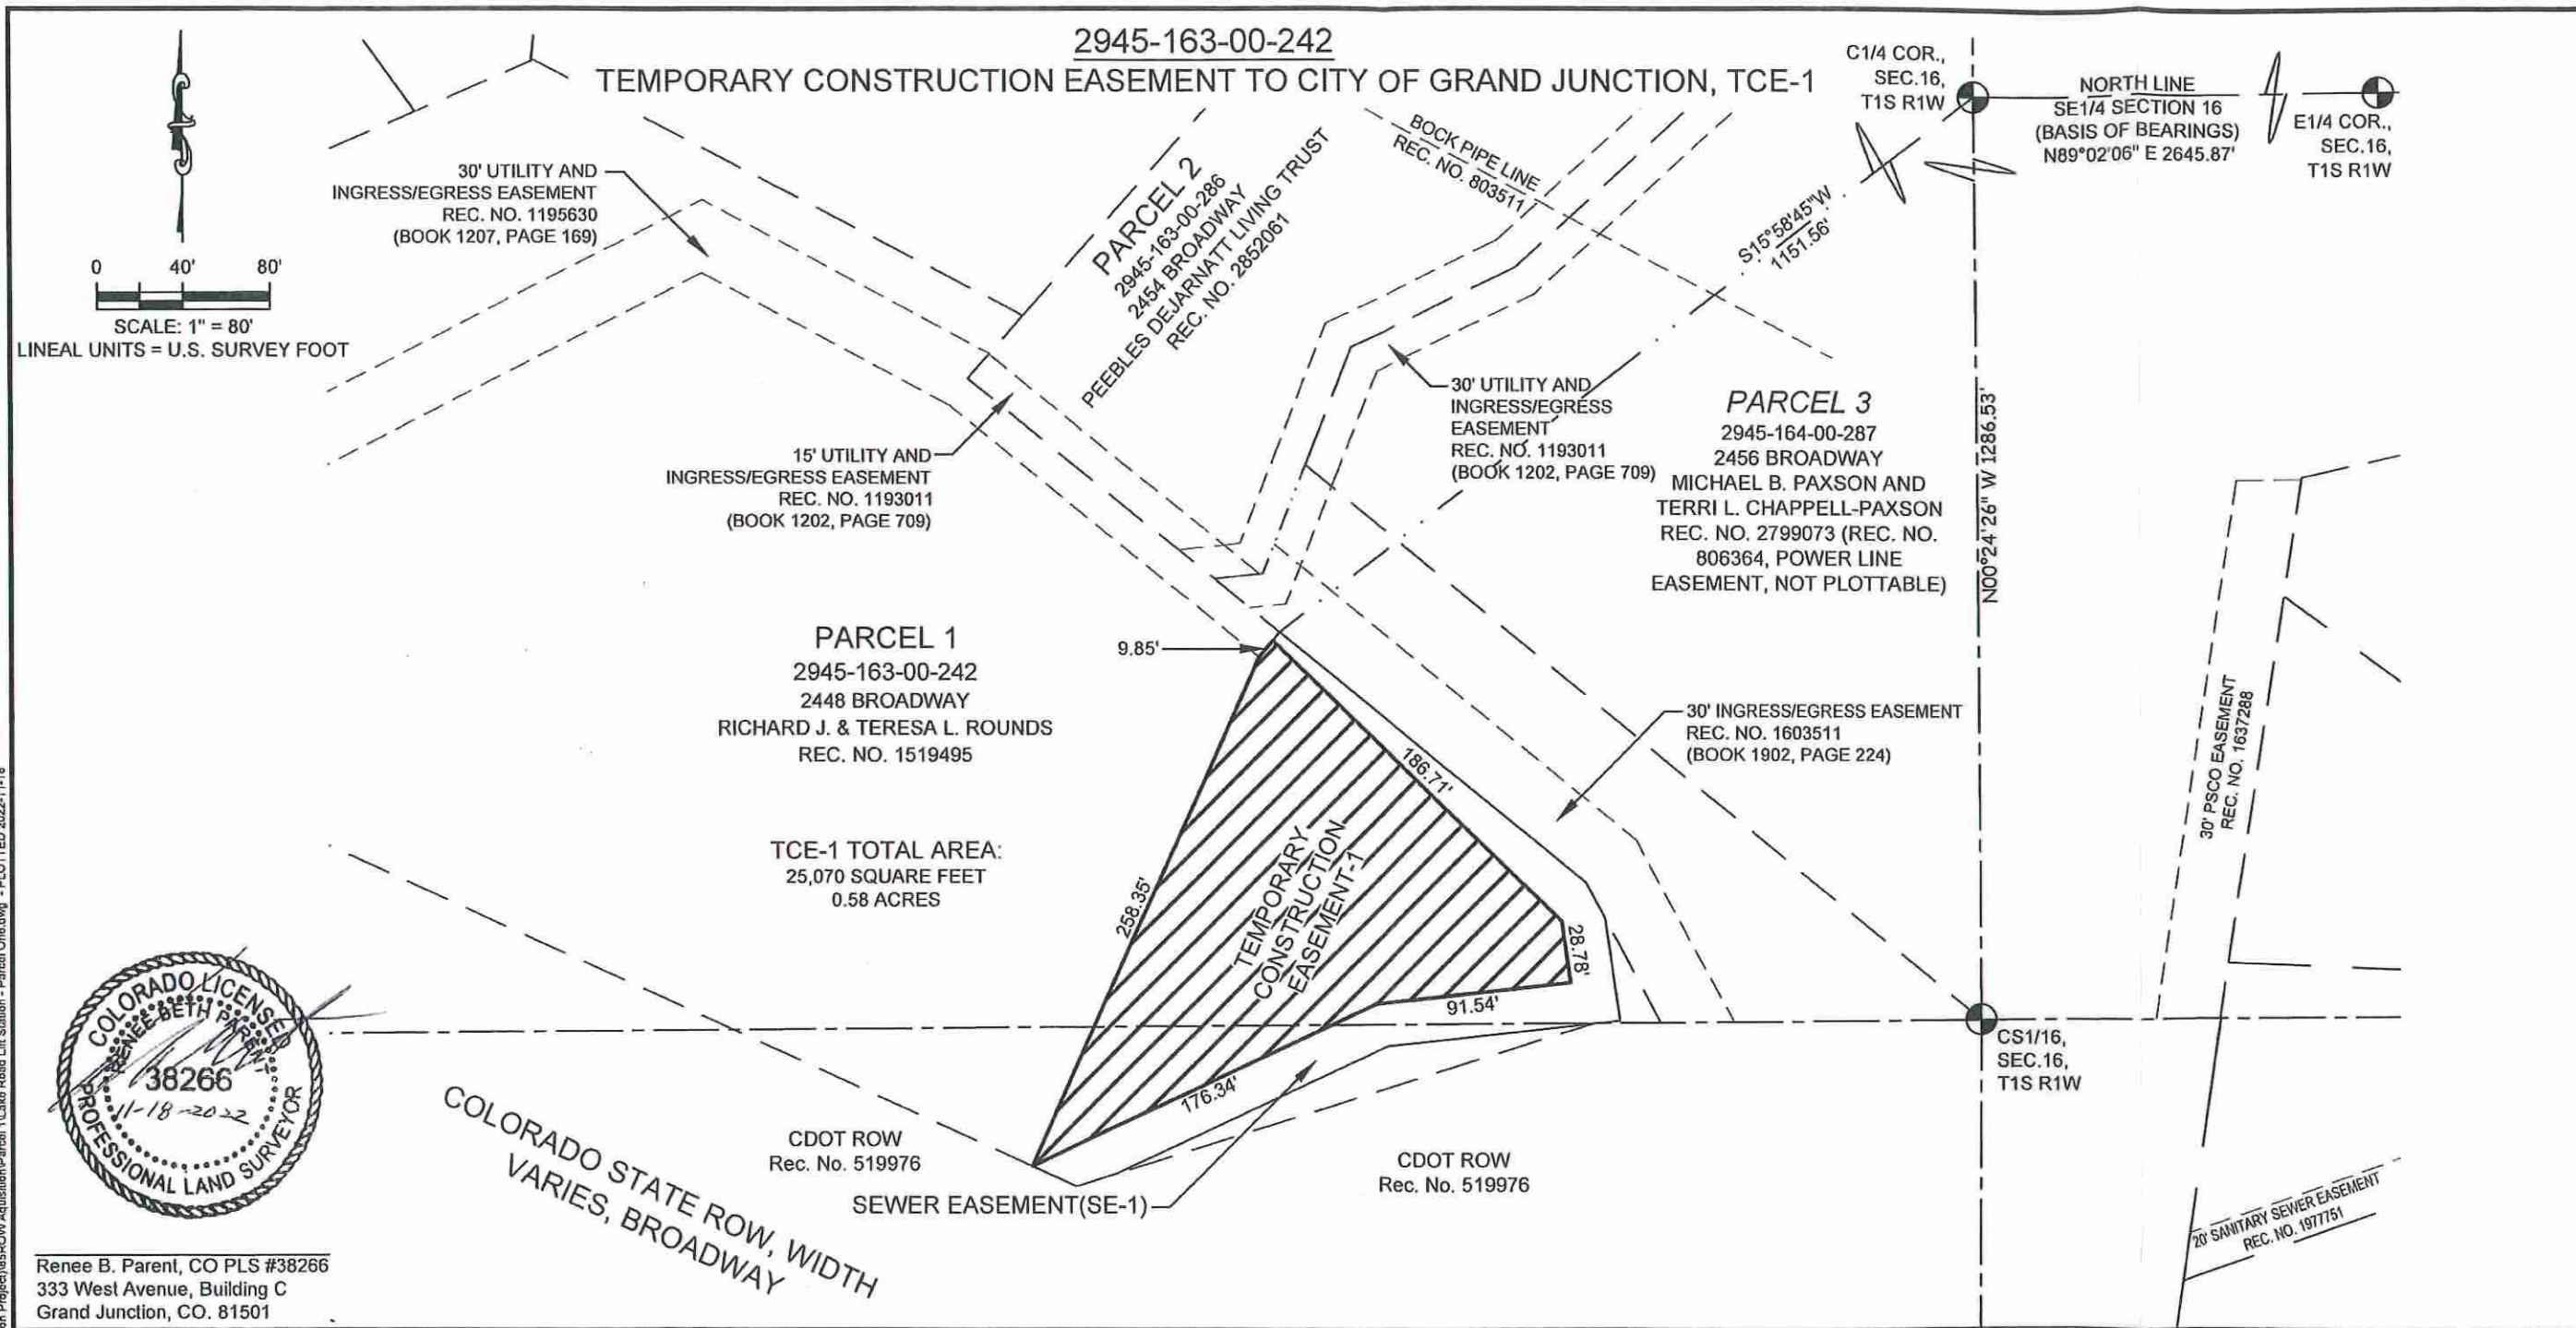 2945-163-00-242
TEMPORARY CONSTRUCTION EASEMENT TO CITY OF GRAND JUNCTION, TCE-1
C1/4 COR.,
SEC.16,
T1S R1W
NORTH LINE
SE1/4 SECTION 16
(BASIS OF BEARINGS)
N89°02'06" E 2645.87'
E1/4 COR.,
SEC.16,
T1S R1W
0 40' 80'
SCALE: 1" = 80'
LINEAL UNITS = U.S. SURVEY FOOT
30' UTILITY AND
INGRESS/EGRESS EASEMENT
REC. NO. 1195630
(BOOK 1207, PAGE 169)
PARCEL 2
2945-163-00-286
2454 BROADWAY
PEEBLES DEJARNATT LIVING TRUST
REC. NO. 2852061
BOCK PIPE LINE
REC. NO. 803511
S15°58'45"W
1151.56'
15' UTILITY AND
INGRESS/EGRESS EASEMENT
REC. NO. 1193011
(BOOK 1202, PAGE 709)
30' UTILITY AND
INGRESS/EGRESS
EASEMENT
REC. NO. 1193011
(BOOK 1202, PAGE 709)
PARCEL 3
2945-164-00-287
2456 BROADWAY
MICHAEL B. PAXSON AND
TERRI L. CHAPPELL-PAXSON
REC. NO. 2799073 (REC. NO.
806364, POWER LINE
EASEMENT, NOT PLOTTABLE)
N00°24'26" W 1286.53'
PARCEL 1
2945-163-00-242
2448 BROADWAY
RICHARD J. & TERESA L. ROUNDS
REC. NO. 1519495
9.85'
30' INGRESS/EGRESS EASEMENT
REC. NO. 1603511
(BOOK 1902, PAGE 224)
30' PSCO EASEMENT
REC. NO. 1637288
TCE-1 TOTAL AREA:
25,070 SQUARE FEET
0.58 ACRES
258.35'
186.71'
TEMPORARY
CONSTRUCTION
EASEMENT-1
28.78'
91.54'
176.34'
CS1/16,
SEC.16,
T1S R1W
CDOT ROW
Rec. No. 519976
SEWER EASEMENT(SE-1)
CDOT ROW
Rec. No. 519976
COLORADO STATE ROW, WIDTH
VARIES, BROADWAY
20' SANITARY SEWER EASEMENT
REC. NO. 1977751
COLORADO LICENSED
RENEE BETH PARENT
38266
11-18-2022
PROFESSIONAL LAND SURVEYOR
Renee B. Parent, CO PLS #38266
333 West Avenue, Building C
Grand Junction, CO. 81501